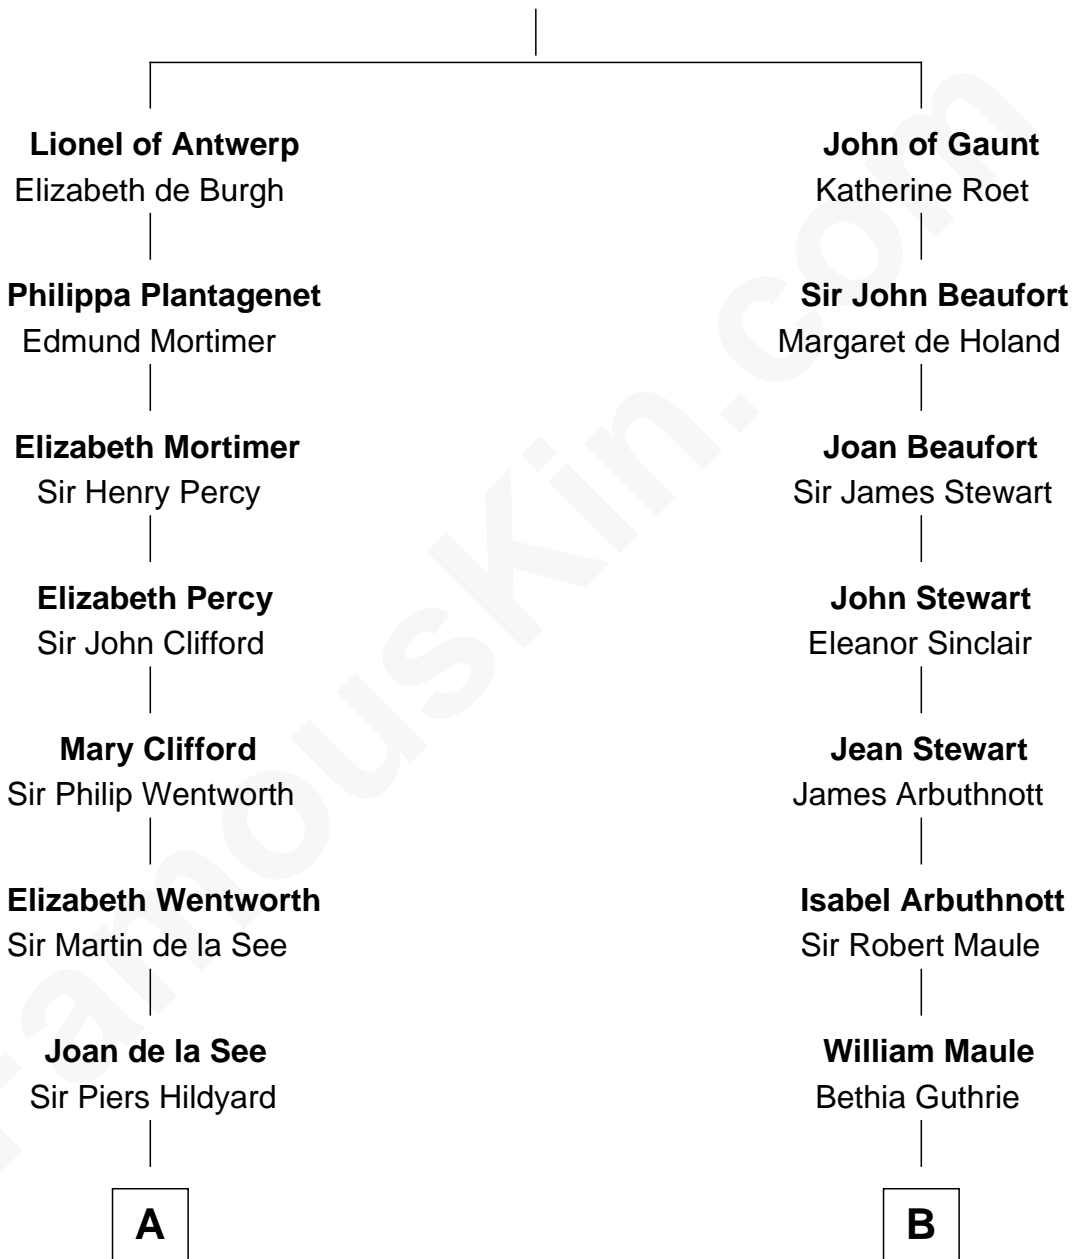 Lionel of Antwerp
Elizabeth de Burgh
Philippa Plantagenet
Edmund Mortimer
Elizabeth Mortimer
Sir Henry Percy
Elizabeth Percy
Sir John Clifford
Mary Clifford
Sir Philip Wentworth
Elizabeth Wentworth
Sir Martin de la See
Joan de la See
Sir Piers Hildyard
A
John of Gaunt
Katherine Roet
Sir John Beaufort
Margaret de Holand
Joan Beaufort
Sir James Stewart
John Stewart
Eleanor Sinclair
Jean Stewart
James Arbuthnott
Isabel Arbuthnott
Sir Robert Maule
William Maule
Bethia Guthrie
B
FamousKin.com